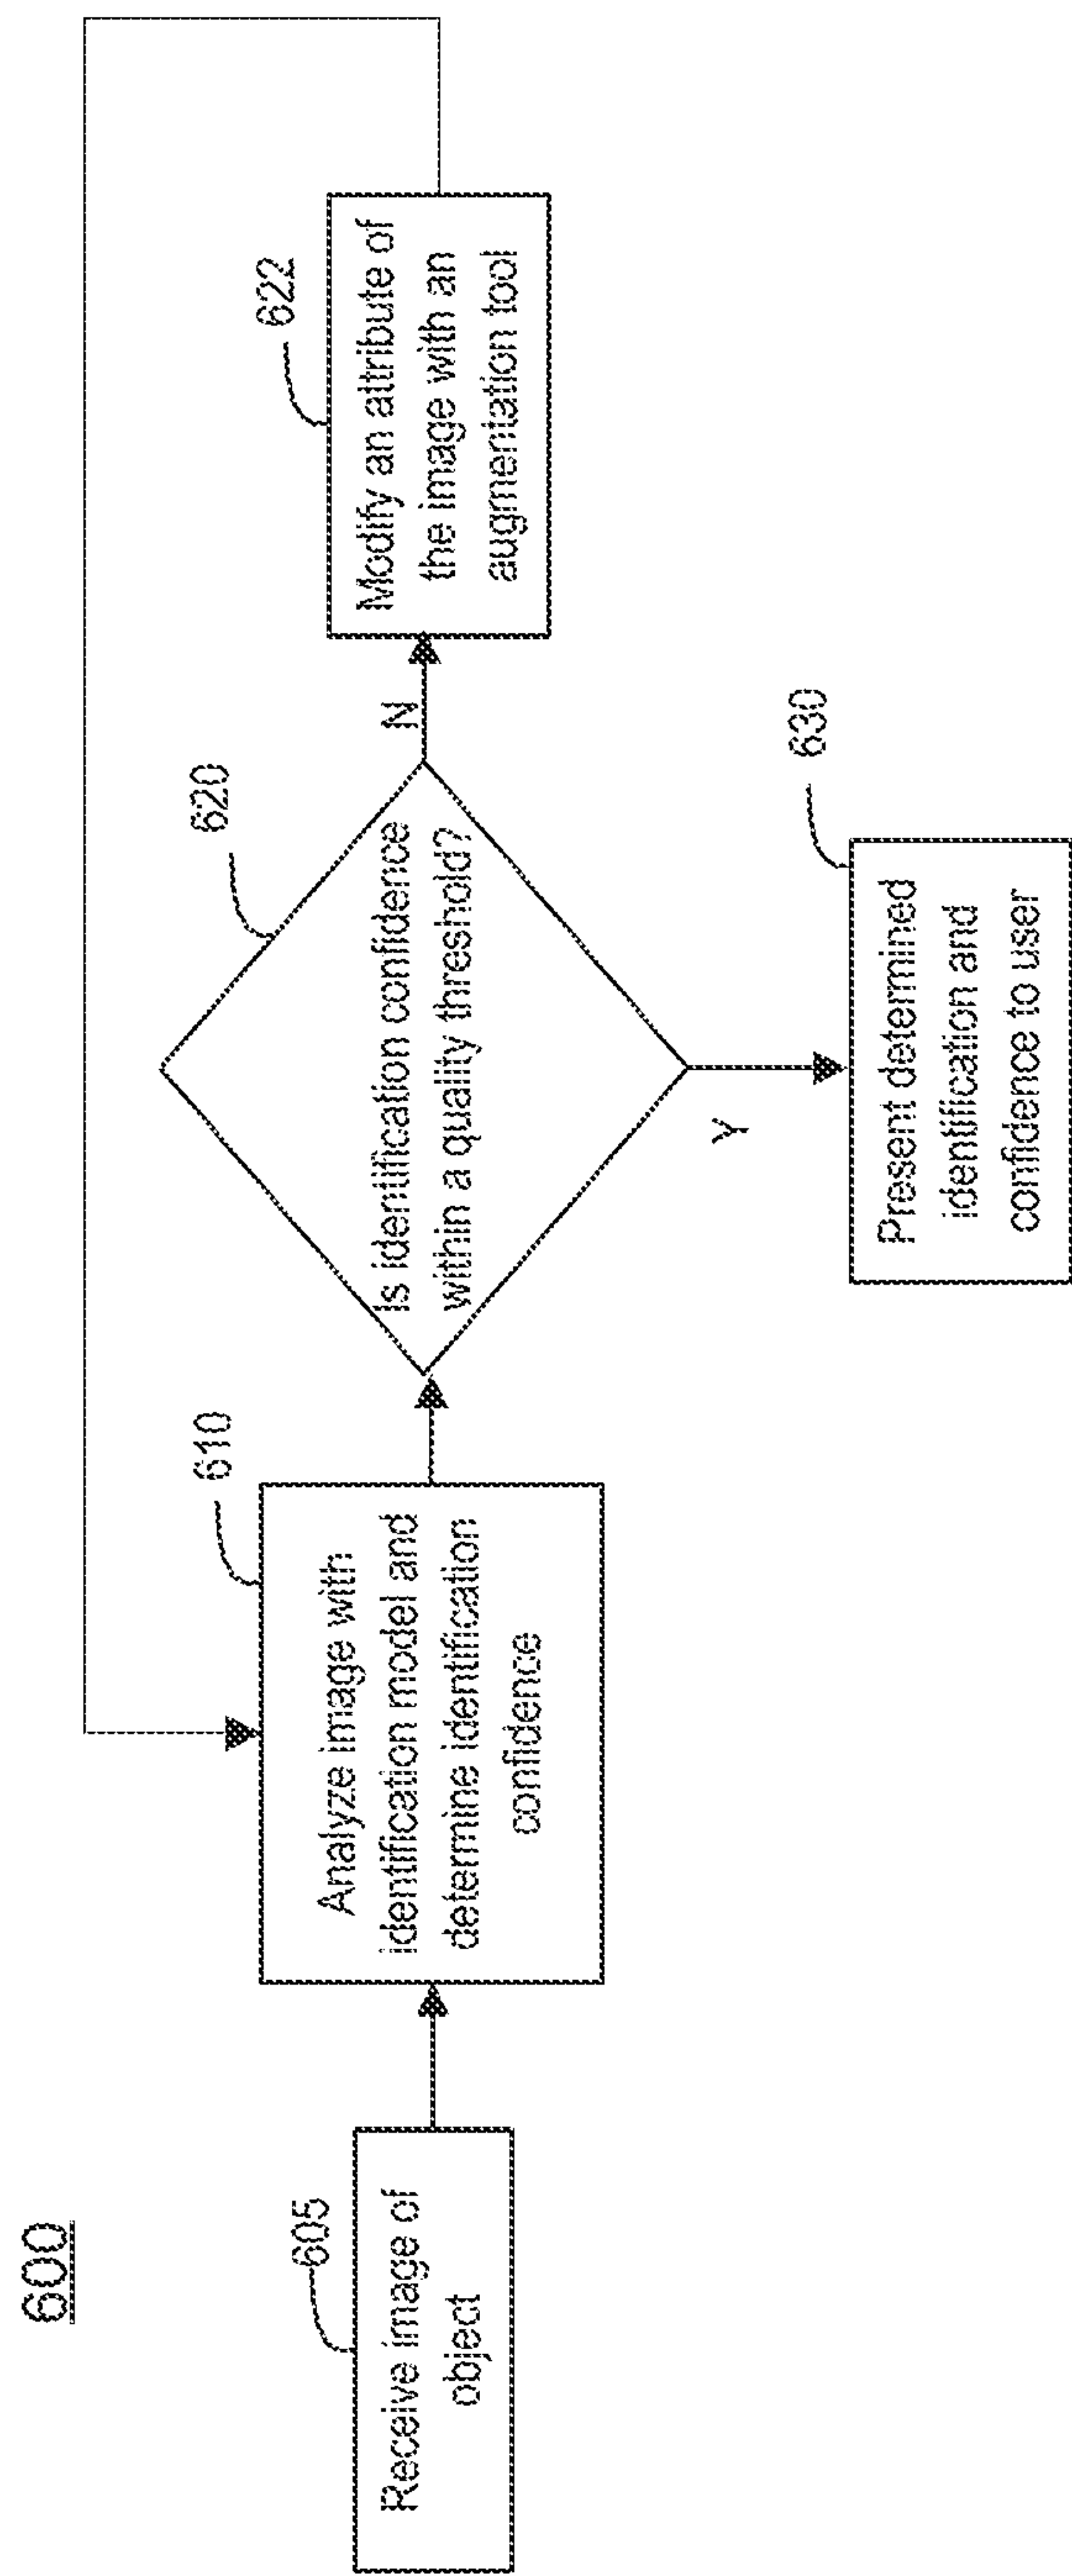 600
605
Receive image of
object
610
Analyze image with
identification model and
determine identification
confidence
620
Is identification confidence
within a quality threshold?
N
622
Modify an attribute of
the image with an
augmentation tool
Y
630
Present determined
identification and
confidence to user